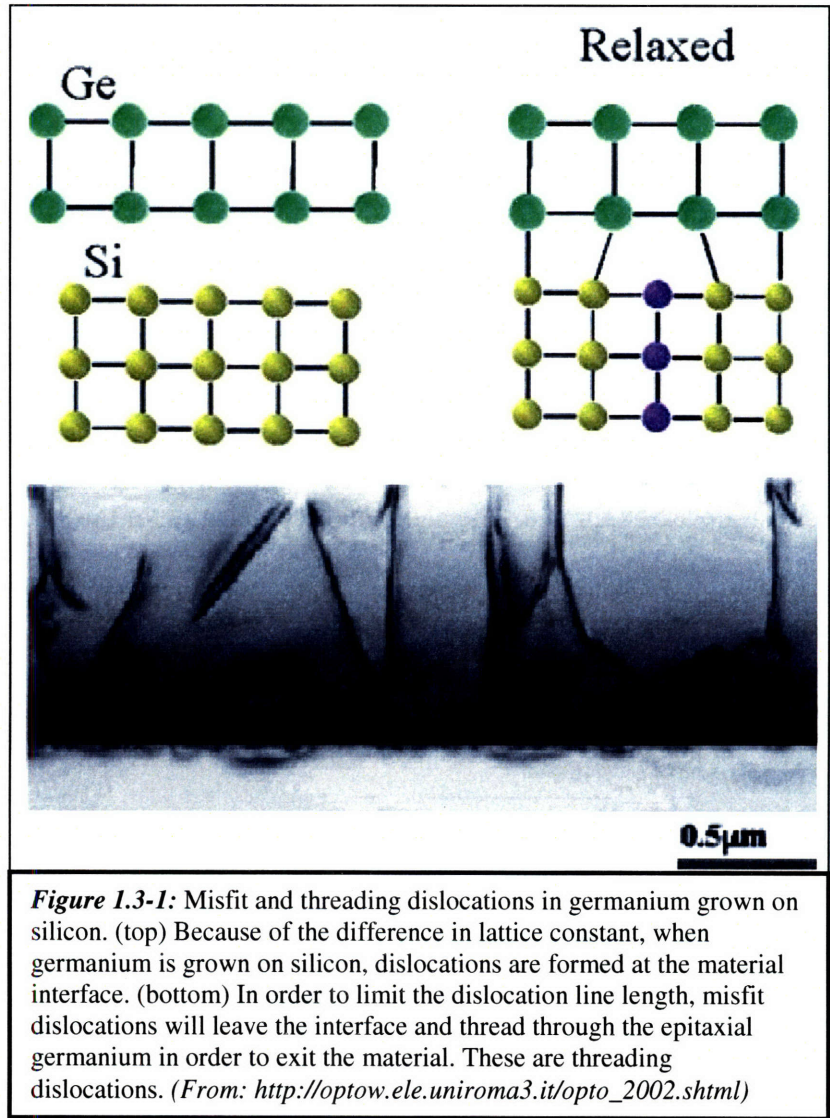 Ge
Relaxed
Si
0.5μm
Figure 1.3-1: Misfit and threading dislocations in germanium grown on
silicon. (top) Because of the difference in lattice constant, when
germanium is grown on silicon, dislocations are formed at the material
interface. (bottom) In order to limit the dislocation line length, misfit
dislocations will leave the interface and thread through the epitaxial
germanium in order to exit the material. These are threading
dislocations. (From: http://optow.ele.uniroma3.it/opto_2002.shtml)